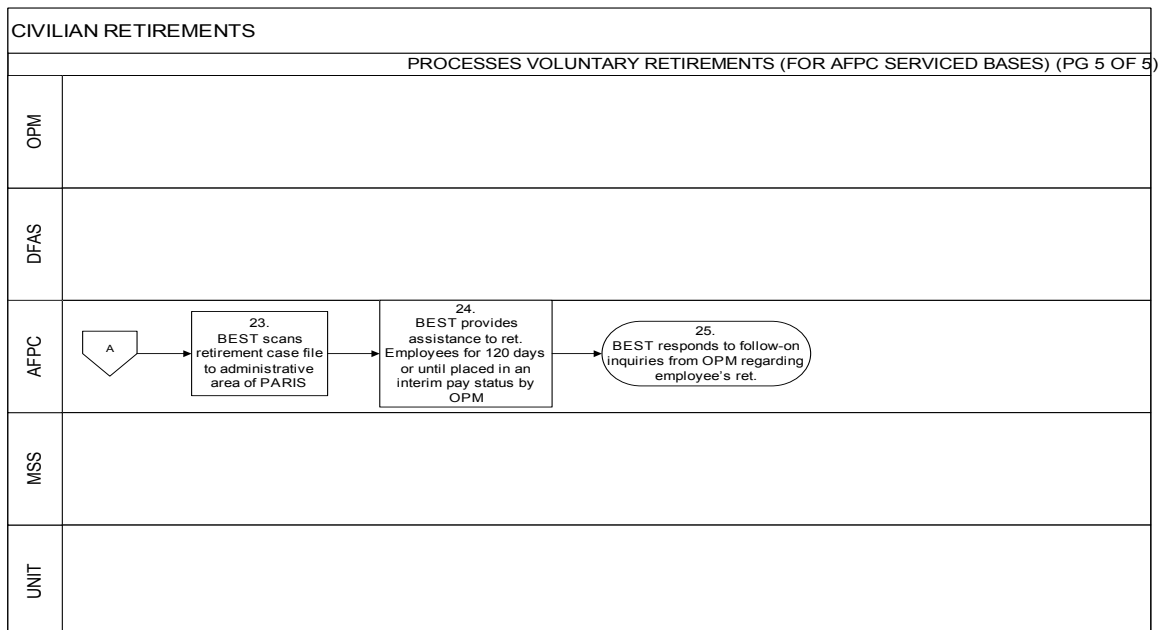 CIVILIAN RETIREMENTS
PROCESSES VOLUNTARY RETIREMENTS (FOR AFPC SERVICED BASES) (PG 5 OF 5)
OPM
DFAS
AFPC
A
23.
BEST scans
retirement case file
to administrative
area of PARIS
24.
BEST provides
assistance to ret.
Employees for 120 days
or until placed in an
interim pay status by
OPM
25.
BEST responds to follow-on
inquiries from OPM regarding
employee's ret.
MSS
UNIT